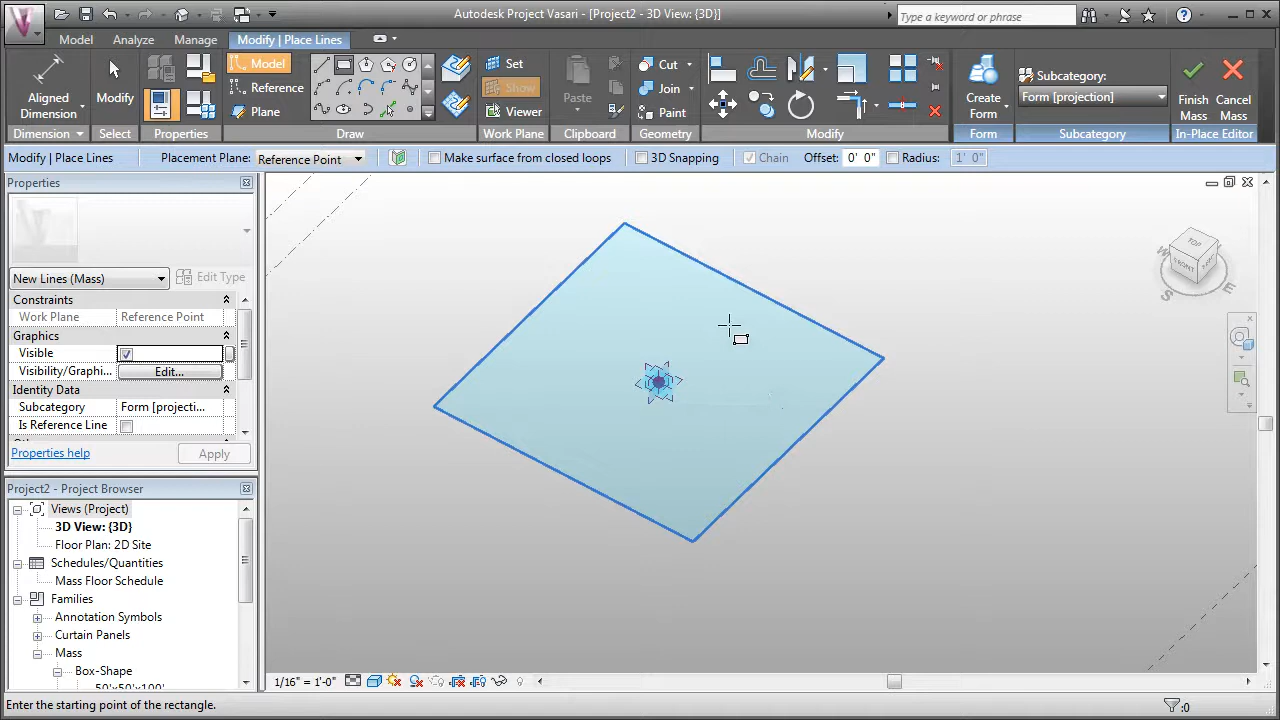 Autodesk Project Vasari - [Project2 - 3D View: {3D}]
Type a keyword or phrase
Model Analyze Manage Modify | Place Lines
Aligned
Dimension
Modify
Model
Reference
Plane
Set
Show
Viewer
Paste
Cut
Join
Paint
Create
Form
Subcategory:
Form [projection]
Finish
Mass
Cancel
Mass
Dimension Select Properties Draw Work Plane Clipboard Geometry Modify Form Subcategory In-Place Editor
Modify | Place Lines Placement Plane: Reference Point Make surface from closed loops 3D Snapping Chain Offset: 0' 0" Radius: 1' 0"
Properties
New Lines (Mass) Edit Type
Constraints
Work Plane Reference Point
Graphics
Visible
Visibility/Graphi... Edit...
Identity Data
Subcategory Form [projecti...
Is Reference Line
Properties help Apply
Project2 - Project Browser
Views (Project)
3D View: {3D}
Floor Plan: 2D Site
Schedules/Quantities
Mass Floor Schedule
Families
Annotation Symbols
Curtain Panels
Mass
Box-Shape
50'x50'x100'
TOP
FRONT
W
S
E
1/16" = 1'-0"
Enter the starting point of the rectangle.
:0